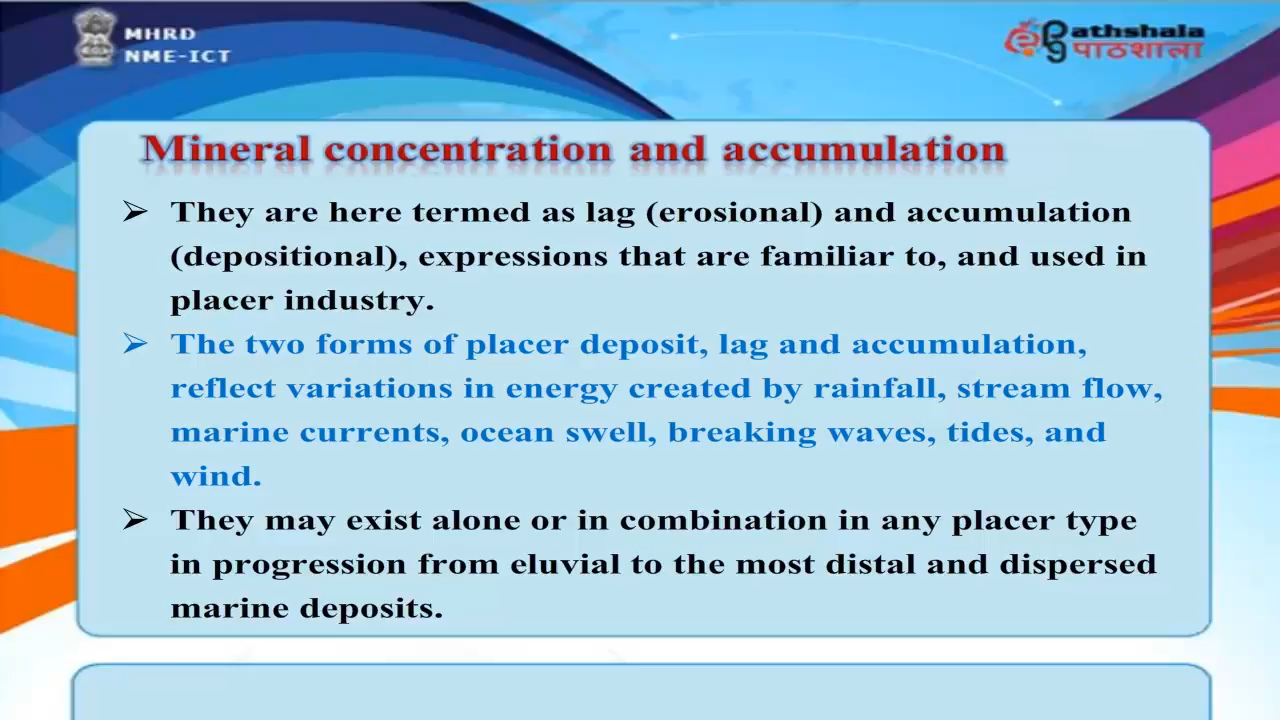 MHRD
NME-ICT
athshala
पाठशाला
Mineral concentration and accumulation
➢ They are here termed as lag (erosional) and accumulation
(depositional), expressions that are familiar to, and used in
placer industry.
➢ The two forms of placer deposit, lag and accumulation,
reflect variations in energy created by rainfall, stream flow,
marine currents, ocean swell, breaking waves, tides, and
wind.
➢ They may exist alone or in combination in any placer type
in progression from eluvial to the most distal and dispersed
marine deposits.